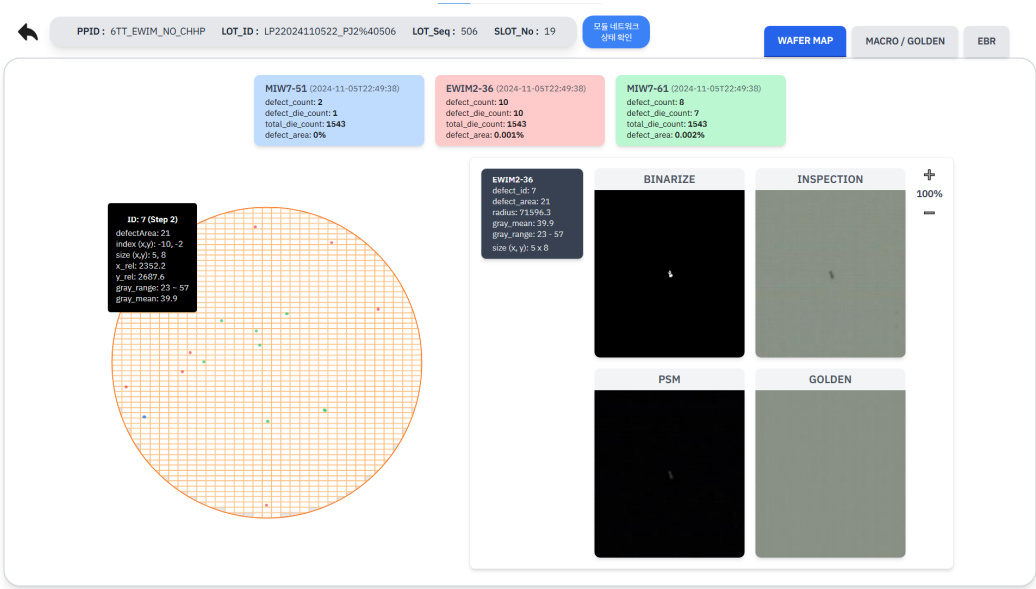 PPID : 6TT_EWIM_NO_CHHP LOT_ID : LP22024110522_PJ2%40506 LOT_Seq : 506 SLOT_No : 19
모듈 네트워크
상태 확인
WAFER MAP
MACRO / GOLDEN
EBR
MIW7-51 (2024-11-05T22:49:38)
defect_count: 2
defect_die_count: 1
total_die_count: 1543
defect_area: 0%
EWIM2-36 (2024-11-05T22:49:38)
defect_count: 10
defect_die_count: 10
total_die_count: 1543
defect_area: 0.001%
MIW7-61 (2024-11-05T22:49:38)
defect_count: 8
defect_die_count: 7
total_die_count: 1543
defect_area: 0.002%
ID: 7 (Step 2)
defectArea: 21
index (x,y): -10, -2
size (x,y): 5, 8
x_rel: 2352.2
y_rel: 2687.6
gray_range: 23 ~ 57
gray_mean: 39.9
EWIM2-36
defect_id: 7
defect_area: 21
radius: 71596.3
gray_mean: 39.9
gray_range: 23 - 57
size (x, y): 5 x 8
BINARIZE
INSPECTION
100%
PSM
GOLDEN